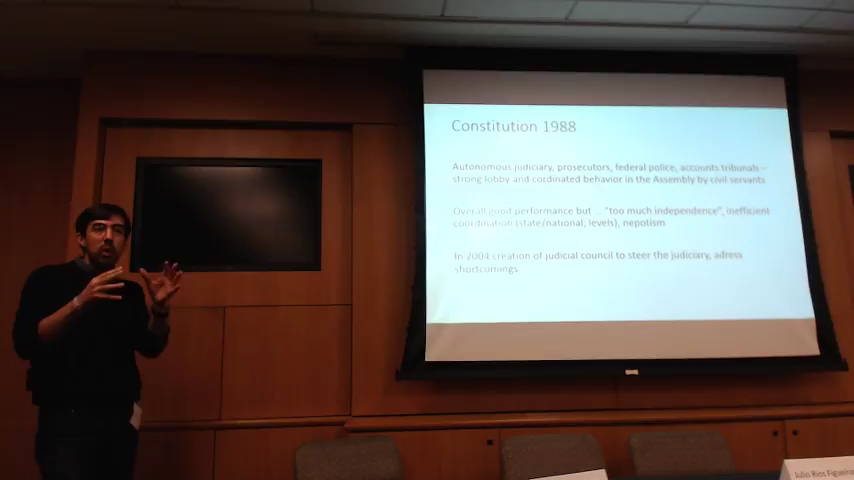 Constitution 1988
Autonomous judiciary, prosecutors, federal police, accounts tribunals –
strong lobby and cordinated behavior in the Assembly by civil servants
Overall good performance but … "too much independence", inefficient
coordination (state/national, levels), nepotism
In 2004 creation of judicial council to steer the judiciary, adress
shortcomings
Julio Rios Figueroa